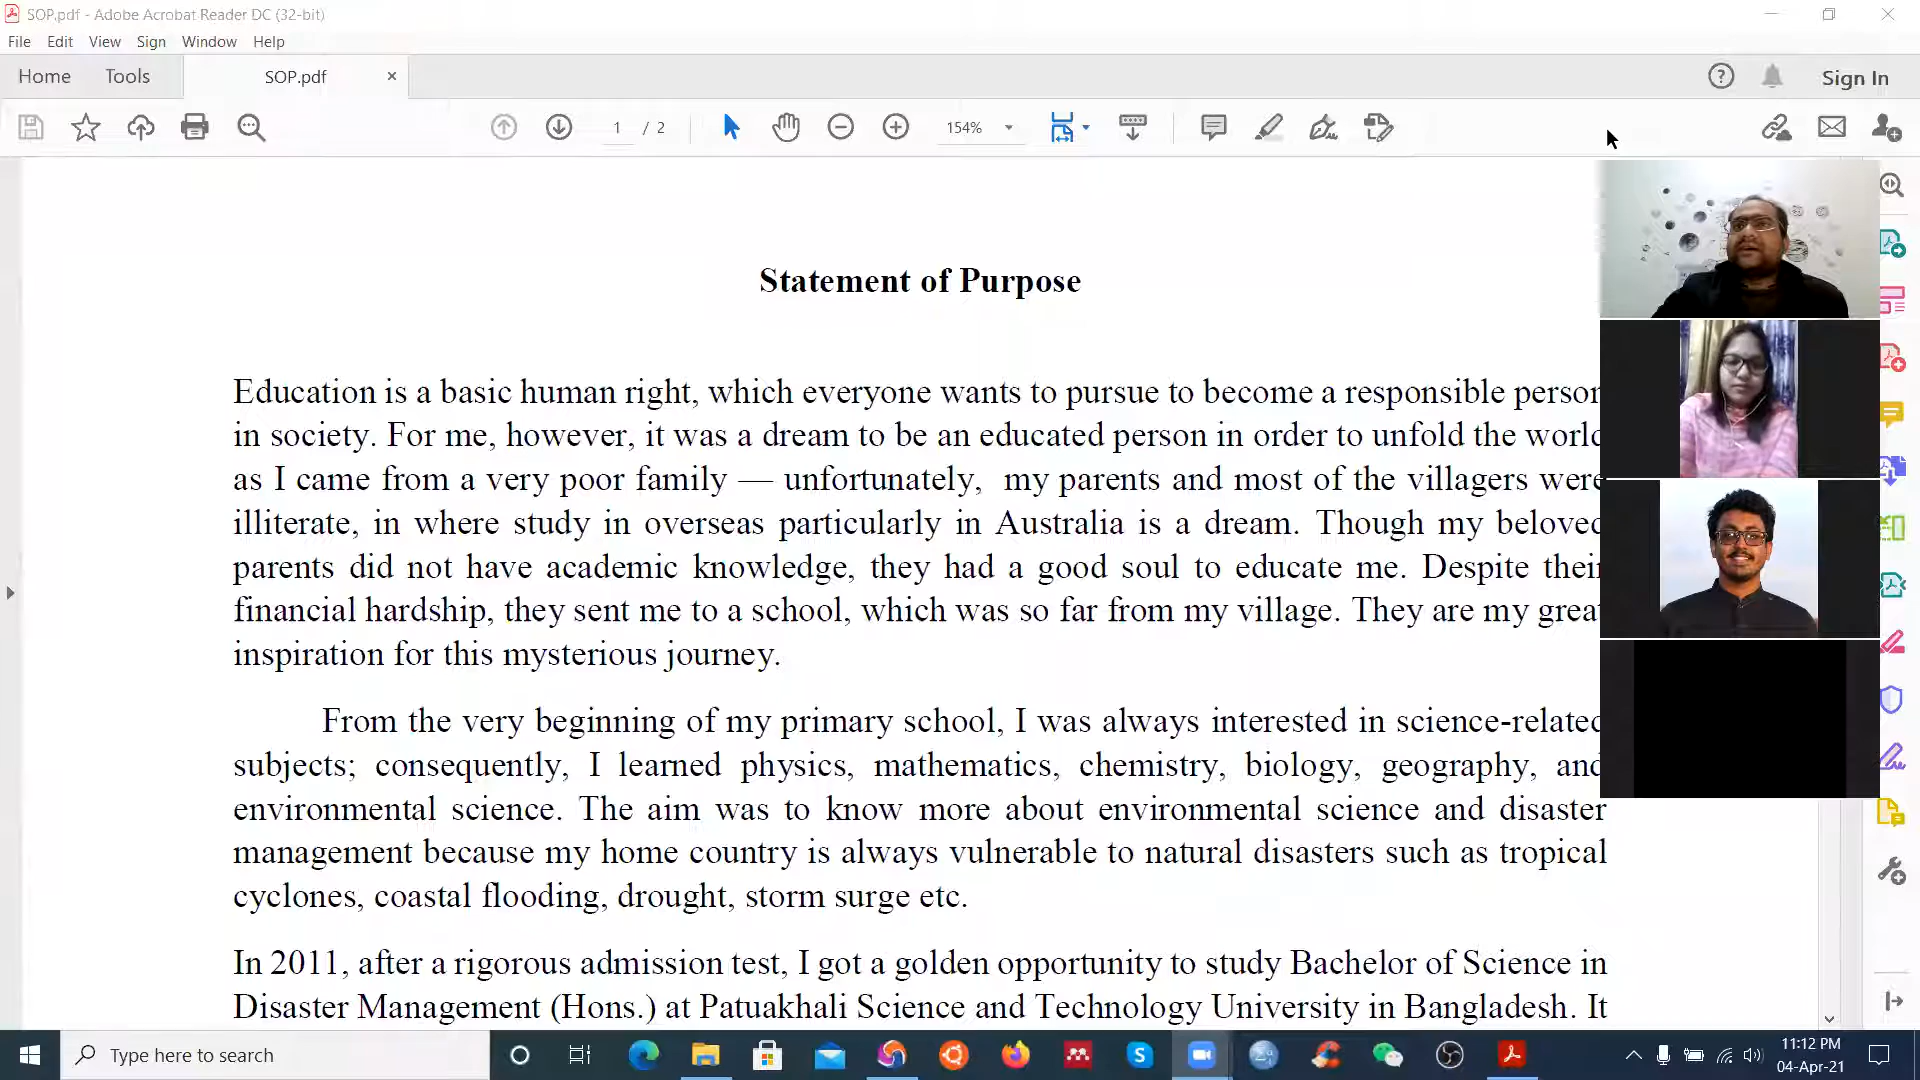 SOP.pdf - Adobe Acrobat Reader DC (32-bit)
File Edit View Sign Window Help
Home Tools SOP.pdf × Sign In
1 / 2 154%
Statement of Purpose
Education is a basic human right, which everyone wants to pursue to become a responsible person
in society. For me, however, it was a dream to be an educated person in order to unfold the world
as I came from a very poor family — unfortunately, my parents and most of the villagers were
illiterate, in where study in overseas particularly in Australia is a dream. Though my beloved
parents did not have academic knowledge, they had a good soul to educate me. Despite their
financial hardship, they sent me to a school, which was so far from my village. They are my great
inspiration for this mysterious journey.
From the very beginning of my primary school, I was always interested in science-related
subjects; consequently, I learned physics, mathematics, chemistry, biology, geography, and
environmental science. The aim was to know more about environmental science and disaster
management because my home country is always vulnerable to natural disasters such as tropical
cyclones, coastal flooding, drought, storm surge etc.
In 2011, after a rigorous admission test, I got a golden opportunity to study Bachelor of Science in
Disaster Management (Hons.) at Patuakhali Science and Technology University in Bangladesh. It
Type here to search
11:12 PM
04-Apr-21